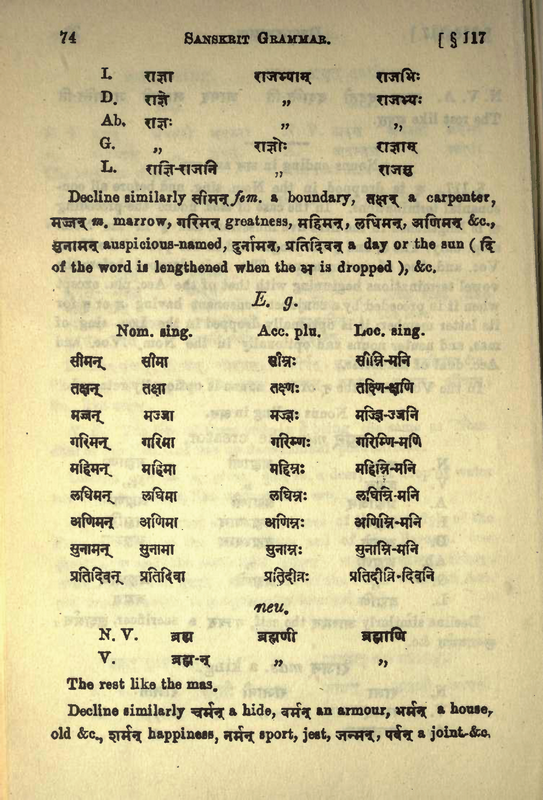 74 SANSKRIT GRAMMAR. [ § 117
I. राज्ञा राजभ्याम् राजभिः
D. राज्ञे ,, राजभ्यः
Ab. राज्ञः ,, ,,
G. ,, राज्ञोः राज्ञाम्
L. राज्ञि-राजनि ,, राजसु
Decline similarly सीमन् fem. a boundary, तक्षन् a carpenter,
मज्जन् m. marrow, गरिमन् greatness, महिमन्, लघिमन्, अणिमन् &c.,
सुनामन् auspicious-named, दुर्नामन्, प्रतिदिवन् a day or the sun ( दि
of the word is lengthened when the अ is dropped ), &c.
E. g.
Nom. sing. Acc. plu. Loc. sing.
सीमन् सीमा सीम्नः सीम्नि-मनि
तक्षन् तक्षा तक्ष्णः तक्ष्णि-क्षणि
मज्जन् मज्जा मज्ज्ञः मज्ज्ञि-ज्जनि
गरिमन् गरिमा गरिम्णः गरिम्णि-मणि
महिमन् महिमा महिम्नः महिम्नि-मनि
लघिमन् लघिमा लघिम्नः लघिम्नि-मनि
अणिमन् अणिमा अणिम्नः अणिम्नि-मनि
सुनामन् सुनामा सुनाम्नः सुनाम्नि-मनि
प्रतिदिवन् प्रतिदिवा प्रतिदीव्नः प्रतिदीव्नि-दिवनि
neu.
N. V. ब्रह्म ब्रह्मणी ब्रह्माणि
V. ब्रह्म-न् ,, ,,
The rest like the mas.
Decline similarly चर्मन् a hide, वर्मन् an armour, भर्मन् a house,
old &c., शर्मन् happiness, नर्मन् sport, jest, जन्मन्, पर्वन् a joint &c.